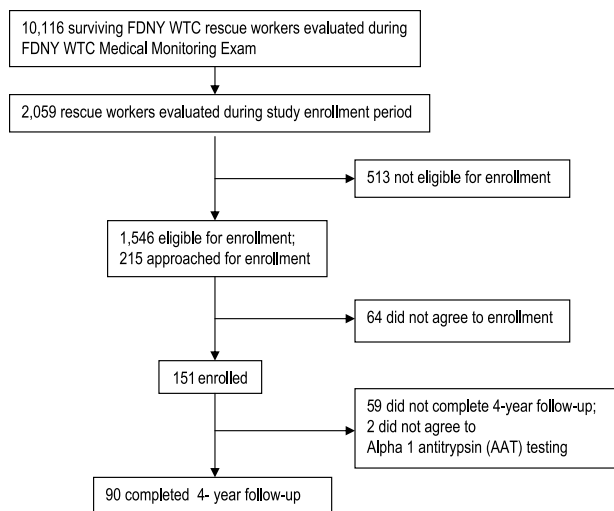 10,116 surviving FDNY WTC rescue workers evaluated during
FDNY WTC Medical Monitoring Exam
2,059 rescue workers evaluated during study enrollment period
513 not eligible for enrollment
1,546 eligible for enrollment;
215 approached for enrollment
64 did not agree to enrollment
151 enrolled
59 did not complete 4-year follow-up;
2 did not agree to
Alpha 1 antitrypsin (AAT) testing
90 completed 4- year follow-up